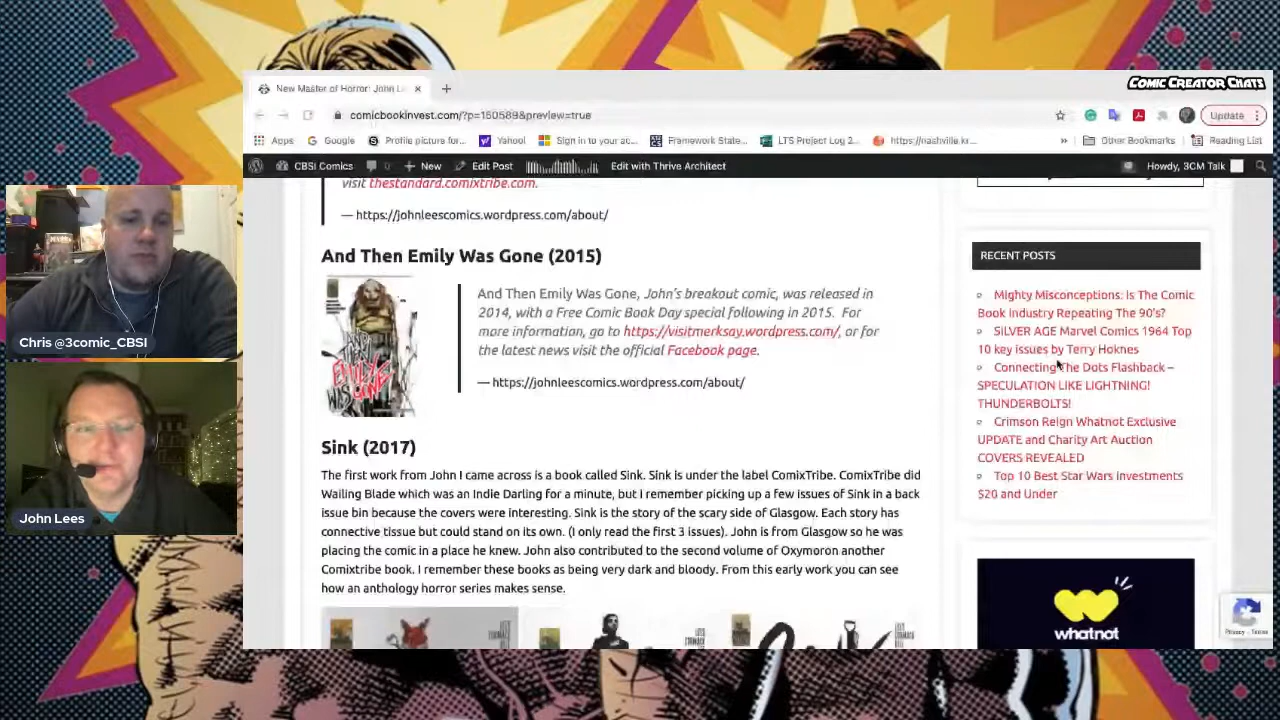 New Master of Horror: John L
COMIC CREATOR CHATS
comicbookinvest.com/?p=150589&preview=true
Update
Apps
Google
Profile picture for...
Yahoo!
Sign in to your ac...
Framework State...
LTS Project Log 2...
https://nashville.kr...
Other Bookmarks
Reading List
CBSI Comics
0
New
Edit Post
Edit with Thrive Architect
Howdy, 3CM Talk
visit thestandard.comixtribe.com.
— https://johnleescomics.wordpress.com/about/
And Then Emily Was Gone (2015)
And Then Emily Was Gone, John's breakout comic, was released in
2014, with a Free Comic Book Day special following in 2015. For
more information, go to https://visitmerksay.wordpress.com/, or for
the latest news visit the official Facebook page.
— https://johnleescomics.wordpress.com/about/
AND THEN
EMILY
WAS GONE
Sink (2017)
The first work from John I came across is a book called Sink. Sink is under the label ComixTribe. ComixTribe did
Wailing Blade which was an Indie Darling for a minute, but I remember picking up a few issues of Sink in a back
issue bin because the covers were interesting. Sink is the story of the scary side of Glasgow. Each story has
connective tissue but could stand on its own. (I only read the first 3 issues). John is from Glasgow so he was
placing the comic in a place he knew. John also contributed to the second volume of Oxymoron another
Comixtribe book. I remember these books as being very dark and bloody. From this early work you can see
how an anthology horror series makes sense.
RECENT POSTS
Mighty Misconceptions: Is The Comic
Book Industry Repeating The 90's?
SILVER AGE Marvel Comics 1964 Top
10 key issues by Terry Hoknes
Connecting The Dots Flashback –
SPECULATION LIKE LIGHTNING!
THUNDERBOLTS!
Crimson Reign Whatnot Exclusive
UPDATE and Charity Art Auction
COVERS REVEALED
Top 10 Best Star Wars Investments
$20 and Under
whatnot
Privacy - Terms
Chris @3comic_CBSI
John Lees